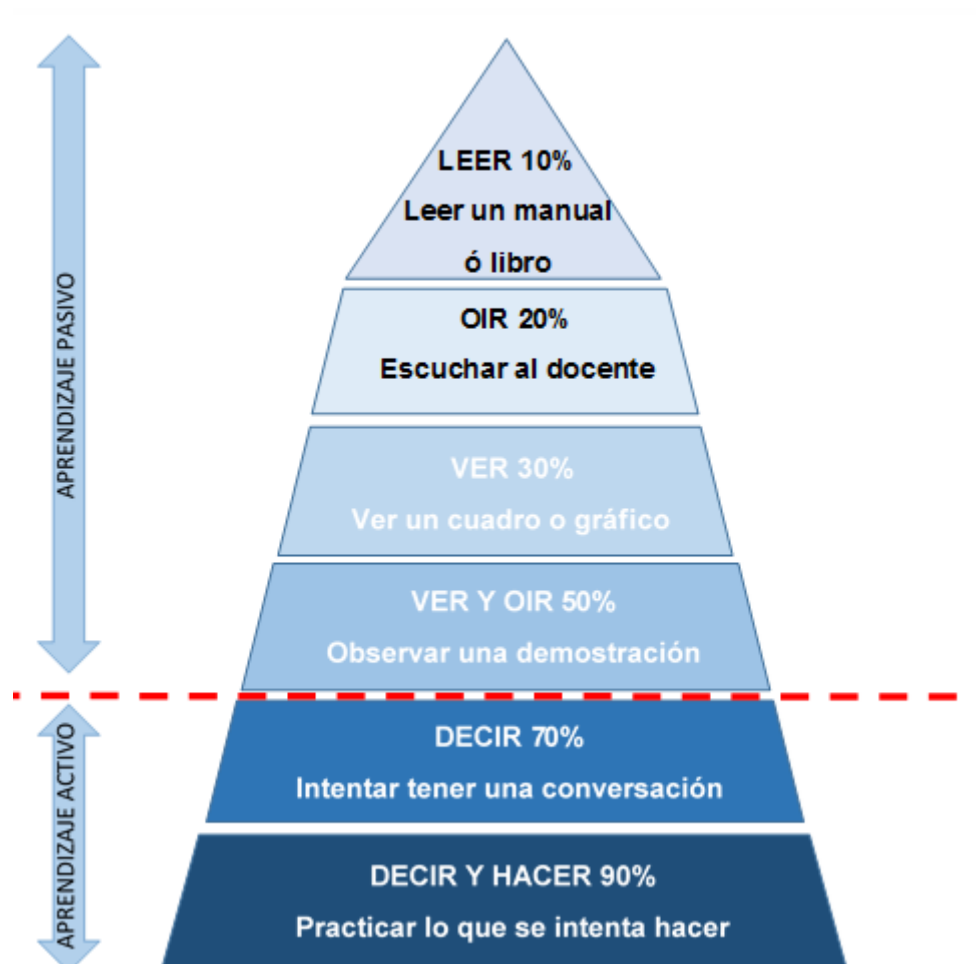 LEER 10%
Leer un manual
ó libro
OIR 20%
Escuchar al docente
VER 30%
Ver un cuadro o gráfico
VER Y OIR 50%
Observar una demostración
APRENDIZAJE PASIVO
DECIR 70%
Intentar tener una conversación
DECIR Y HACER 90%
Practicar lo que se intenta hacer
APRENDIZAJE ACTIVO